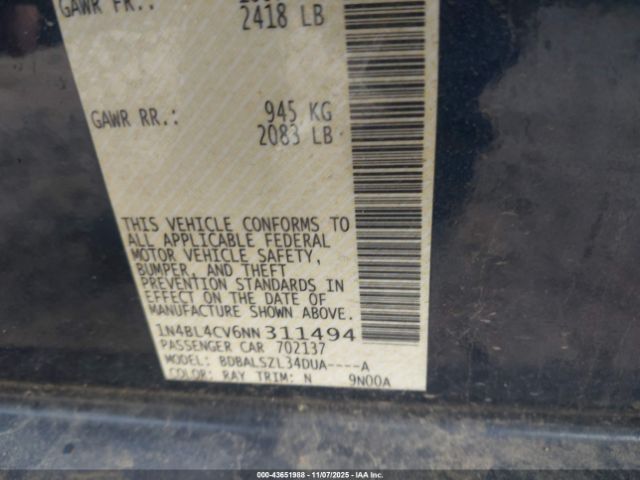 GAWR FR.:
2418 LB
GAWR RR.: 945 KG
2083 LB
THIS VEHICLE CONFORMS TO
ALL APPLICABLE FEDERAL
MOTOR VEHICLE SAFETY,
BUMPER, AND THEFT
PREVENTION STANDARDS IN
EFFECT ON THE DATE OF
MANUFACTURE SHOWN ABOVE.
1N4BL4CV6NN311494
PASSENGER CAR 702137
MODEL: BDBALSZL34DUA----A
COLOR: RAY TRIM: N 9N00A
000-43651988 - 11/07/2025 - IAA Inc.